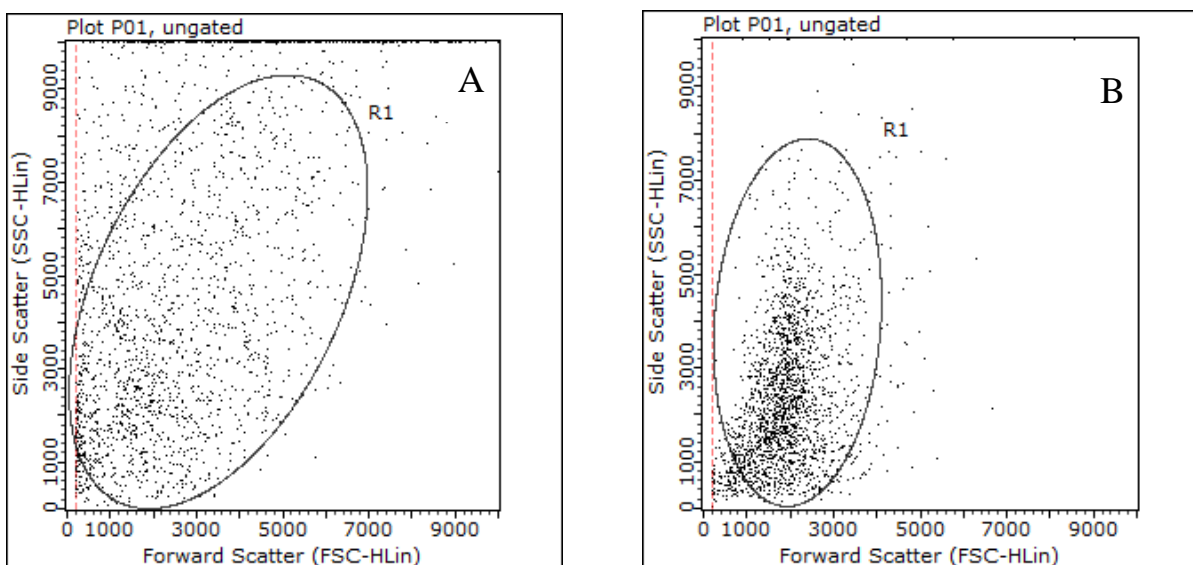 Plot P01, ungated
A
R1
Side Scatter (SSC-HLin)
9000
7000
5000
3000
1000
0
0 1000 3000 5000 7000 9000
Forward Scatter (FSC-HLin)
Plot P01, ungated
B
R1
Side Scatter (SSC-HLin)
9000
7000
5000
3000
1000
0
0 1000 3000 5000 7000 9000
Forward Scatter (FSC-HLin)